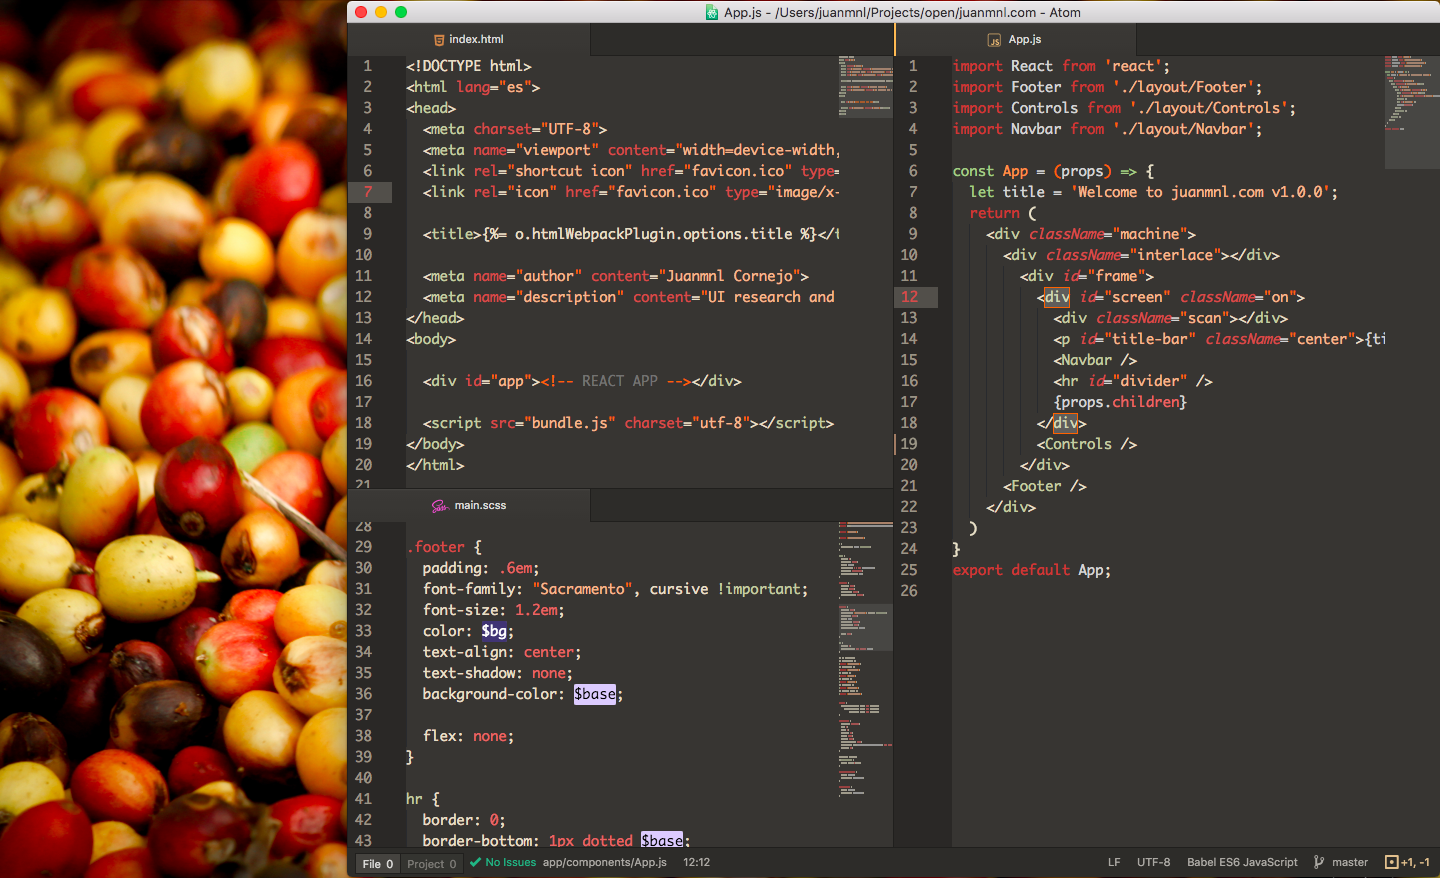 App.js - /Users/juanmnl/Projects/open/juanmnl.com - Atom
index.html
1 <!DOCTYPE html>
2 <html lang="es">
3 <head>
4 <meta charset="UTF-8">
5 <meta name="viewport" content="width=device-width,
6 <link rel="shortcut icon" href="favicon.ico" type=
7 <link rel="icon" href="favicon.ico" type="image/x-
8
9 <title>{%= o.htmlWebpackPlugin.options.title %}</t
10
11 <meta name="author" content="Juanmnl Cornejo">
12 <meta name="description" content="UI research and
13 </head>
14 <body>
15
16 <div id="app"><!-- REACT APP --></div>
17
18 <script src="bundle.js" charset="utf-8"></script>
19 </body>
20 </html>
21
main.scss
28
29 .footer {
30 padding: .6em;
31 font-family: "Sacramento", cursive !important;
32 font-size: 1.2em;
33 color: $bg;
34 text-align: center;
35 text-shadow: none;
36 background-color: $base;
37
38 flex: none;
39 }
40
41 hr {
42 border: 0;
43 border-bottom: 1px dotted $base;
JS App.js
1 import React from 'react';
2 import Footer from './layout/Footer';
3 import Controls from './layout/Controls';
4 import Navbar from './layout/Navbar';
5
6 const App = (props) => {
7 let title = 'Welcome to juanmnl.com v1.0.0';
8 return (
9 <div className="machine">
10 <div className="interlace"></div>
11 <div id="frame">
12 <div id="screen" className="on">
13 <div className="scan"></div>
14 <p id="title-bar" className="center">{ti
15 <Navbar />
16 <hr id="divider" />
17 {props.children}
18 </div>
19 <Controls />
20 </div>
21 <Footer />
22 </div>
23 )
24 }
25 export default App;
26
File 0 Project 0 No Issues app/components/App.js 12:12 LF UTF-8 Babel ES6 JavaScript master +1, -1